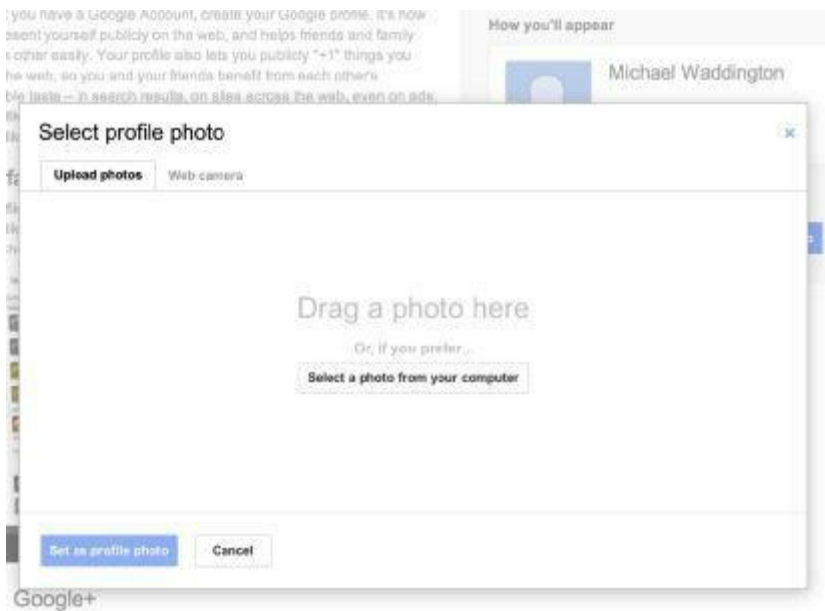 you have a Google Account, create your Google profile. It's how
present yourself publicly on the web, and helps friends and family
other easily. Your profile also lets you publicly "+1" things you
the web, so you and your friends benefit from each other's
taste – in search results, on sites across the web, even on ads,
How you'll appear
Michael Waddington
Select profile photo
×
Upload photos Web camera
Drag a photo here
Or, if you prefer...
Select a photo from your computer
Set as profile photo Cancel
Google+